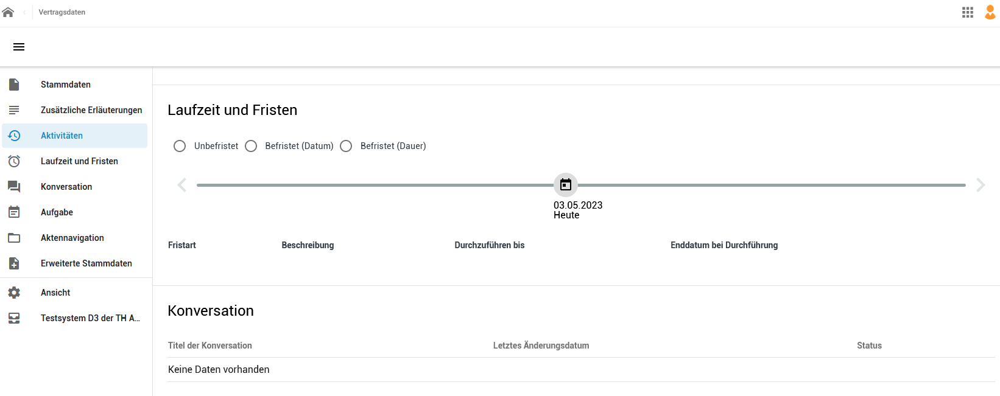 Vertragsdaten
Stammdaten
Zusätzliche Erläuterungen
Aktivitäten
Laufzeit und Fristen
Konversation
Aufgabe
Aktennavigation
Erweiterte Stammdaten
Ansicht
Testsystem D3 der TH A...
Laufzeit und Fristen
Unbefristet Befristet (Datum) Befristet (Dauer)
03.05.2023
Heute
Fristart Beschreibung Durchzuführen bis Enddatum bei Durchführung
Konversation
Titel der Konversation Letztes Änderungsdatum Status
Keine Daten vorhanden